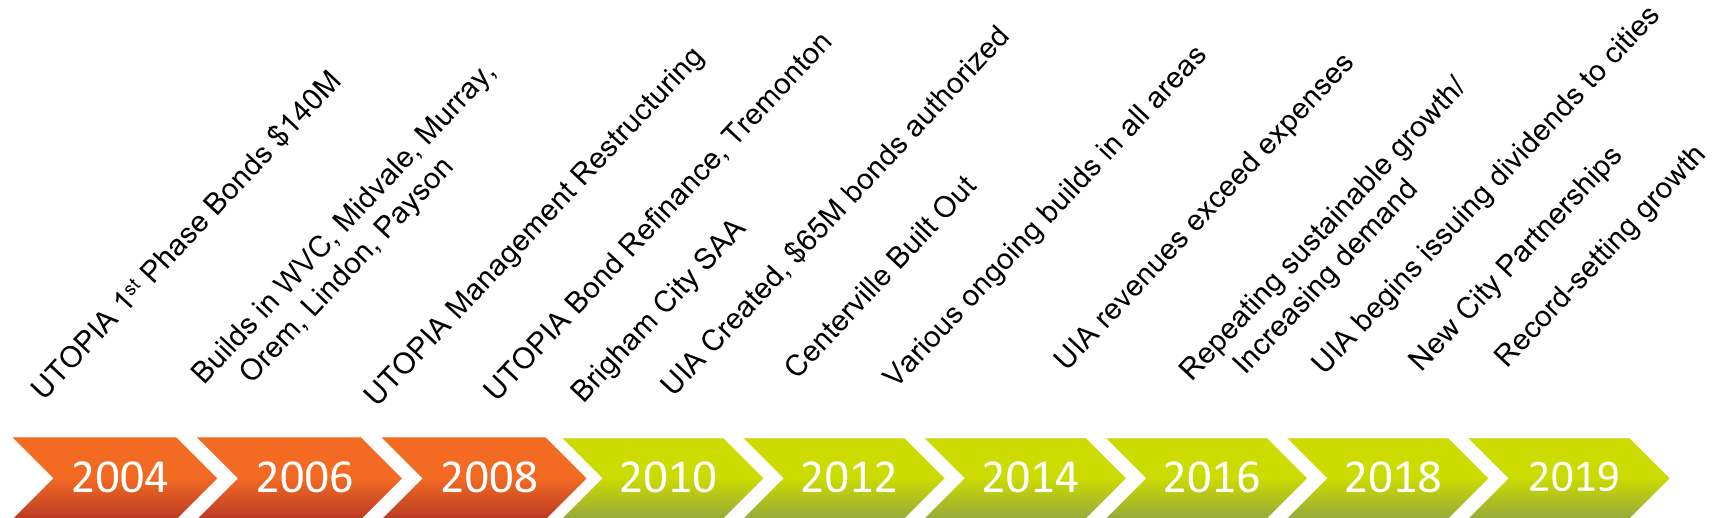 UTOPIA 1st Phase Bonds $140M
Builds in WVC, Midvale, Murray,
Orem, Lindon, Payson
UTOPIA Management Restructuring
UTOPIA Bond Refinance, Tremonton
Brigham City SAA
UIA Created, $65M bonds authorized
Centerville Built Out
Various ongoing builds in all areas
UIA revenues exceed expenses
Repeating sustainable growth/
Increasing demand
UIA begins issuing dividends to cities
New City Partnerships
Record-setting growth
2004
2006
2008
2010
2012
2014
2016
2018
2019